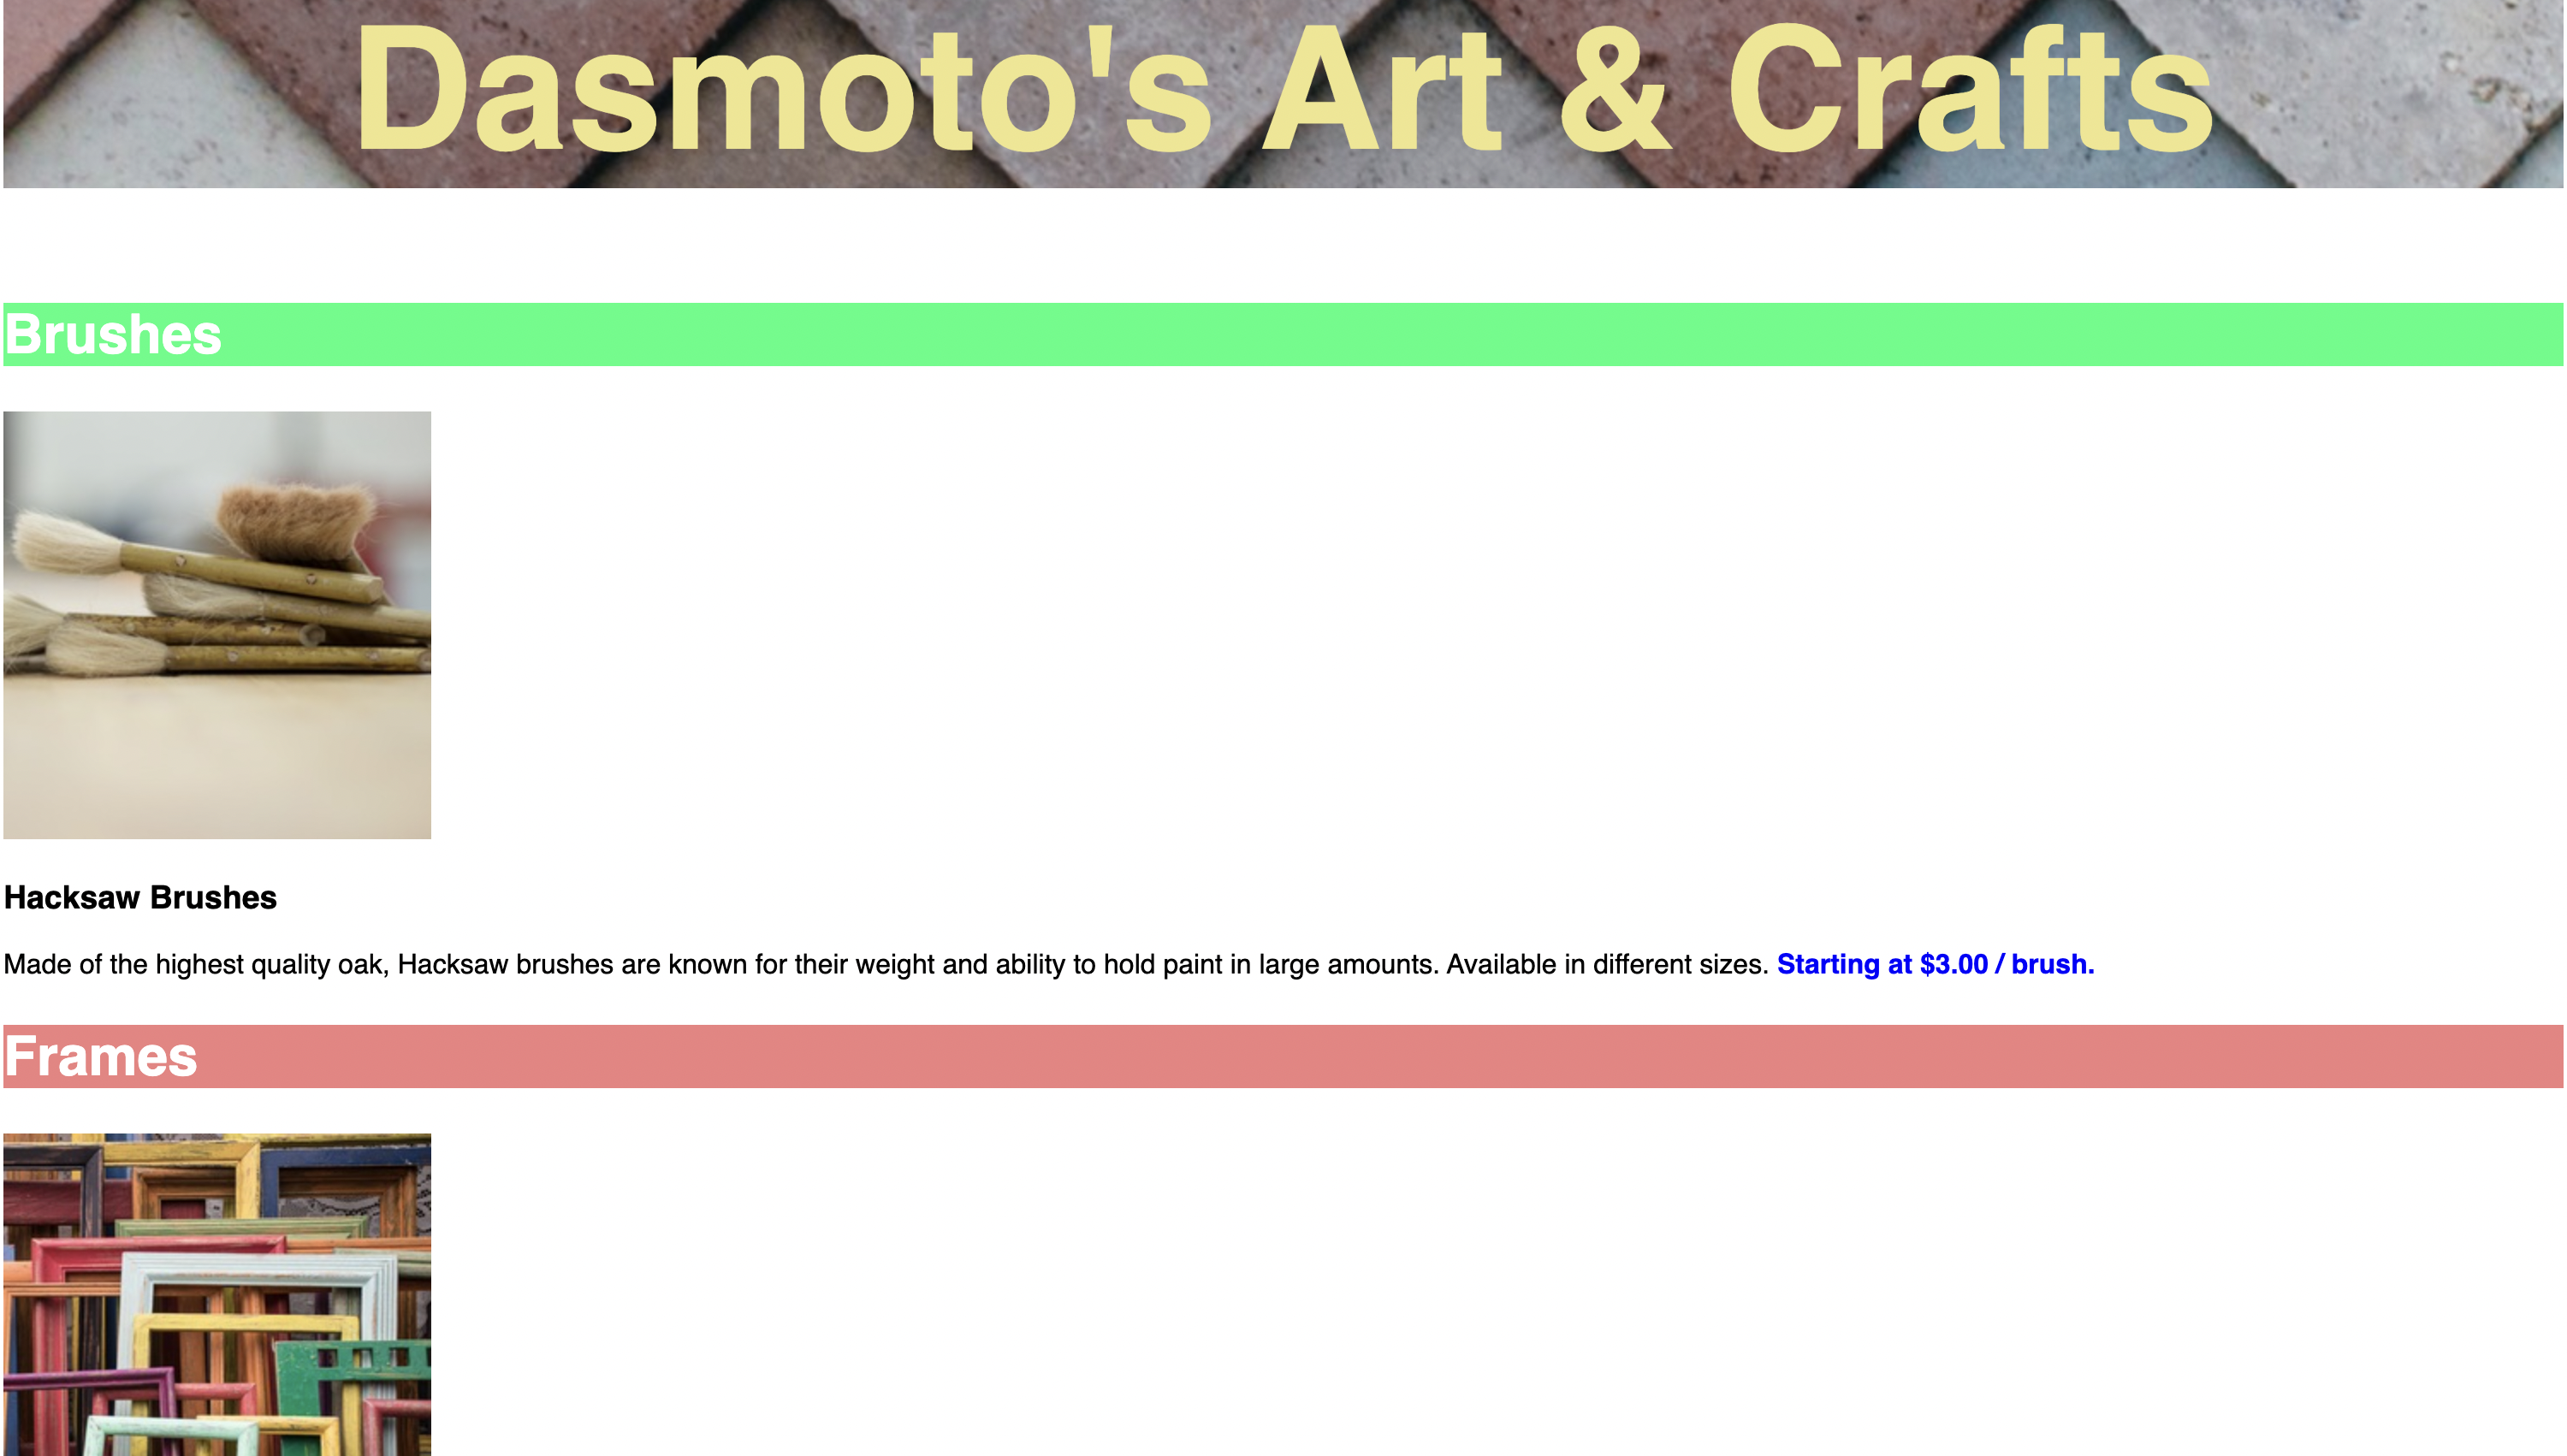 Dasmoto's Art & Crafts
Brushes
Hacksaw Brushes
Made of the highest quality oak, Hacksaw brushes are known for their weight and ability to hold paint in large amounts. Available in different sizes. Starting at $3.00 / brush.
Frames